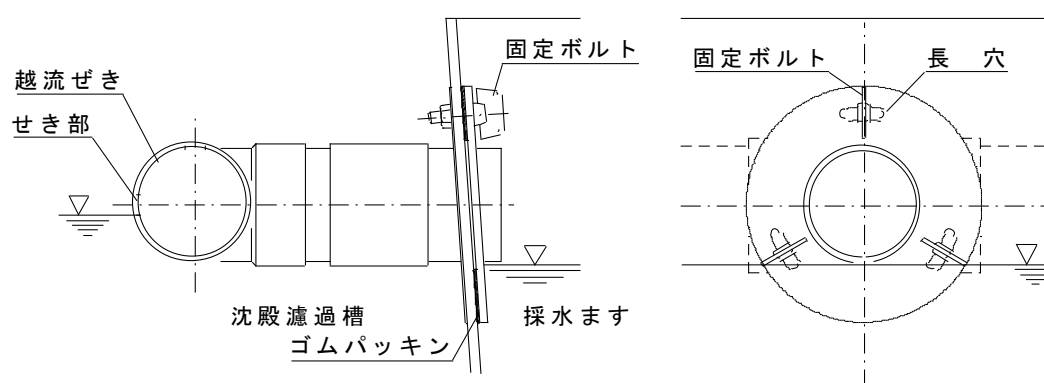 固定ボルト
越流ぜき
せき部
沈殿濾過槽
採水ます
ゴムパッキン
固定ボルト
長穴